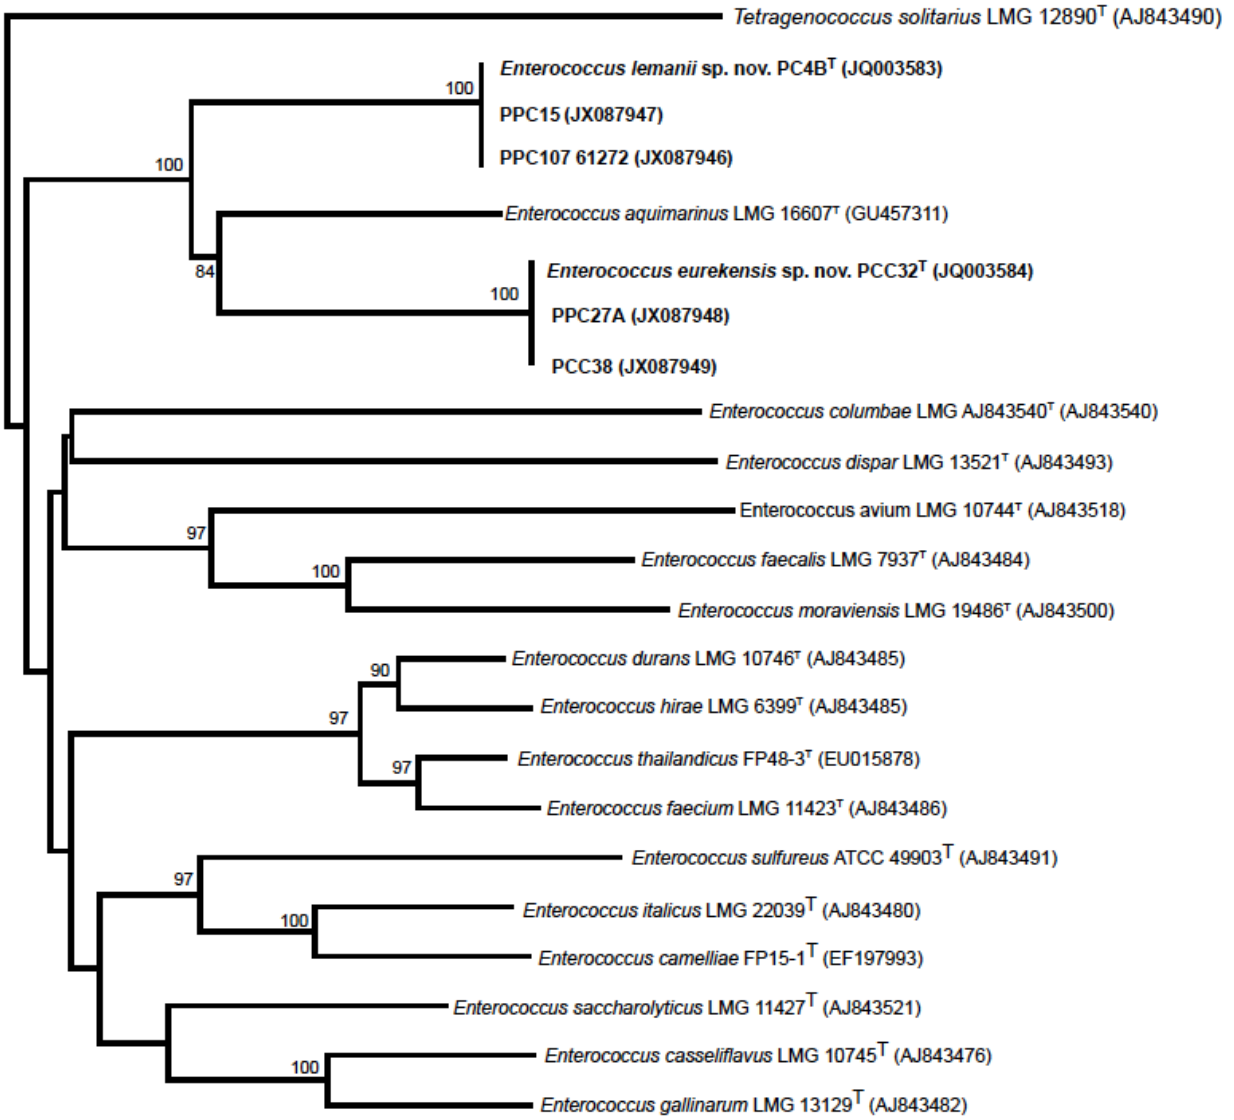 Tetragenococcus solitarius LMG 12890ᵀ (AJ843490)
Enterococcus lemanii sp. nov. PC4Bᵀ (JQ003583)
100
PPC15 (JX087947)
PPC107 61272 (JX087946)
100
Enterococcus aquimarinus LMG 16607ᵀ (GU457311)
84
Enterococcus eurekensis sp. nov. PCC32ᵀ (JQ003584)
100
PPC27A (JX087948)
PCC38 (JX087949)
Enterococcus columbae LMG AJ843540ᵀ (AJ843540)
Enterococcus dispar LMG 13521ᵀ (AJ843493)
Enterococcus avium LMG 10744ᵀ (AJ843518)
97
Enterococcus faecalis LMG 7937ᵀ (AJ843484)
100
Enterococcus moraviensis LMG 19486ᵀ (AJ843500)
Enterococcus durans LMG 10746ᵀ (AJ843485)
90
Enterococcus hirae LMG 6399ᵀ (AJ843485)
97
Enterococcus thailandicus FP48-3ᵀ (EU015878)
97
Enterococcus faecium LMG 11423ᵀ (AJ843486)
Enterococcus sulfureus ATCC 49903ᵀ (AJ843491)
97
Enterococcus italicus LMG 22039ᵀ (AJ843480)
100
Enterococcus camelliae FP15-1ᵀ (EF197993)
Enterococcus saccharolyticus LMG 11427ᵀ (AJ843521)
Enterococcus casseliflavus LMG 10745ᵀ (AJ843476)
100
Enterococcus gallinarum LMG 13129ᵀ (AJ843482)